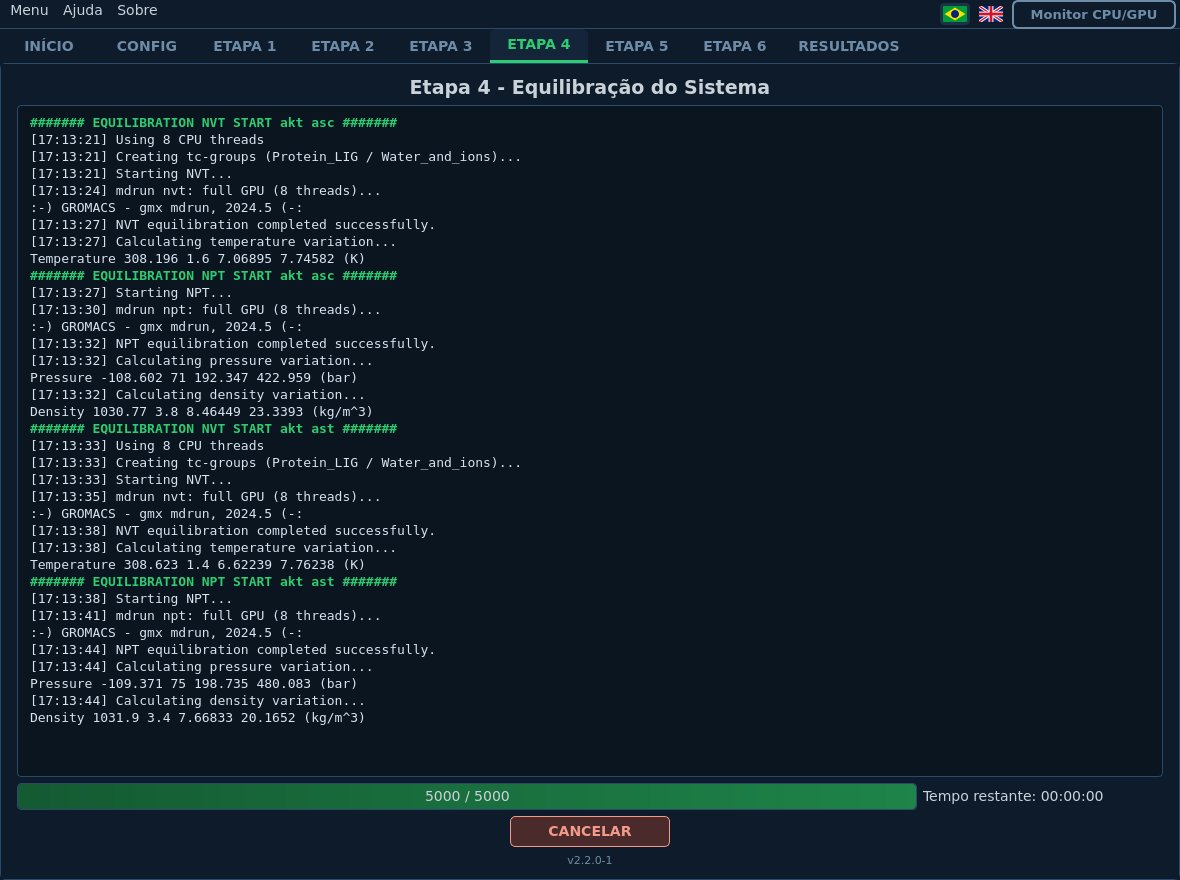 Menu Ajuda Sobre
Monitor CPU/GPU
INÍCIO CONFIG ETAPA 1 ETAPA 2 ETAPA 3 ETAPA 4 ETAPA 5 ETAPA 6 RESULTADOS
Etapa 4 - Equilibração do Sistema
####### EQUILIBRATION NVT START akt asc #######
[17:13:21] Using 8 CPU threads
[17:13:21] Creating tc-groups (Protein_LIG / Water_and_ions)...
[17:13:21] Starting NVT...
[17:13:24] mdrun nvt: full GPU (8 threads)...
:-) GROMACS - gmx mdrun, 2024.5 (-:
[17:13:27] NVT equilibration completed successfully.
[17:13:27] Calculating temperature variation...
Temperature 308.196 1.6 7.06895 7.74582 (K)
####### EQUILIBRATION NPT START akt asc #######
[17:13:27] Starting NPT...
[17:13:30] mdrun npt: full GPU (8 threads)...
:-) GROMACS - gmx mdrun, 2024.5 (-:
[17:13:32] NPT equilibration completed successfully.
[17:13:32] Calculating pressure variation...
Pressure -108.602 71 192.347 422.959 (bar)
[17:13:32] Calculating density variation...
Density 1030.77 3.8 8.46449 23.3393 (kg/m^3)
####### EQUILIBRATION NVT START akt ast #######
[17:13:33] Using 8 CPU threads
[17:13:33] Creating tc-groups (Protein_LIG / Water_and_ions)...
[17:13:33] Starting NVT...
[17:13:35] mdrun nvt: full GPU (8 threads)...
:-) GROMACS - gmx mdrun, 2024.5 (-:
[17:13:38] NVT equilibration completed successfully.
[17:13:38] Calculating temperature variation...
Temperature 308.623 1.4 6.62239 7.76238 (K)
####### EQUILIBRATION NPT START akt ast #######
[17:13:38] Starting NPT...
[17:13:41] mdrun npt: full GPU (8 threads)...
:-) GROMACS - gmx mdrun, 2024.5 (-:
[17:13:44] NPT equilibration completed successfully.
[17:13:44] Calculating pressure variation...
Pressure -109.371 75 198.735 480.083 (bar)
[17:13:44] Calculating density variation...
Density 1031.9 3.4 7.66833 20.1652 (kg/m^3)
5000 / 5000 Tempo restante: 00:00:00
CANCELAR
v2.2.0-1